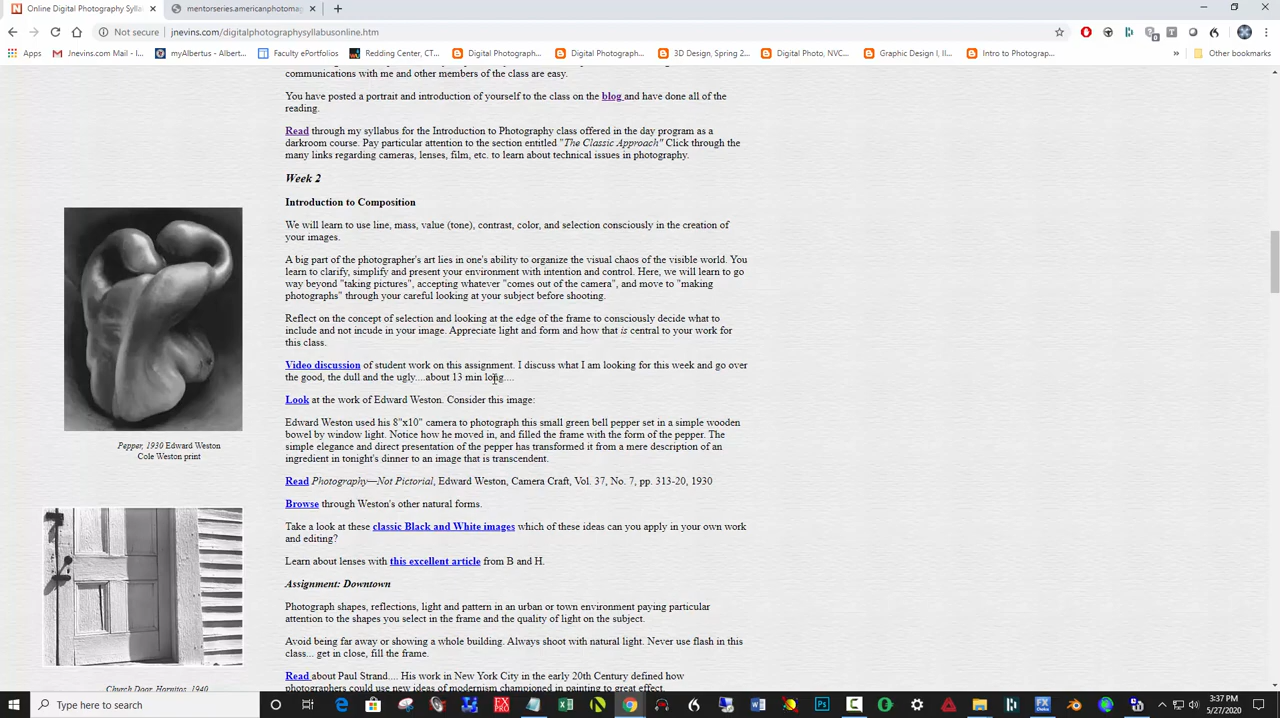 Online Digital Photography Syllabus
mentorseries.americanphotomag
Not secure jnevins.com/digitalphotographysyllabusonline.htm
Apps Jnevins.com Mail - I... myAlbertus - Albert... Faculty ePortfolios Redding Center, CT... Digital Photograph... Digital Photograph... 3D Design, Spring 2... Digital Photo, NVC... Graphic Design I, II... Intro to Photograp... » Other bookmarks
communications with me and other members of the class are easy.
You have posted a portrait and introduction of yourself to the class on the blog and have done all of the
reading.
Read through my syllabus for the Introduction to Photography class offered in the day program as a
darkroom course. Pay particular attention to the section entitled "The Classic Approach" Click through the
many links regarding cameras, lenses, film, etc. to learn about technical issues in photography.
Week 2
Introduction to Composition
We will learn to use line, mass, value (tone), contrast, color, and selection consciously in the creation of
your images.
A big part of the photographer's art lies in one's ability to organize the visual chaos of the visible world. You
learn to clarify, simplify and present your environment with intention and control. Here, we will learn to go
way beyond "taking pictures", accepting whatever "comes out of the camera", and move to "making
photographs" through your careful looking at your subject before shooting.
Reflect on the concept of selection and looking at the edge of the frame to consciously decide what to
include and not incude in your image. Appreciate light and form and how that is central to your work for
this class.
Video discussion of student work on this assignment. I discuss what I am looking for this week and go over
the good, the dull and the ugly....about 13 min long....
Look at the work of Edward Weston. Consider this image:
Edward Weston used his 8"x10" camera to photograph this small green bell pepper set in a simple wooden
bowel by window light. Notice how he moved in, and filled the frame with the form of the pepper. The
simple elegance and direct presentation of the pepper has transformed it from a mere description of an
ingredient in tonight's dinner to an image that is transcendent.
Pepper, 1930 Edward Weston
Cole Weston print
Read Photography—Not Pictorial, Edward Weston, Camera Craft, Vol. 37, No. 7, pp. 313-20, 1930
Browse through Weston's other natural forms.
Take a look at these classic Black and White images which of these ideas can you apply in your own work
and editing?
Learn about lenses with this excellent article from B and H.
Assignment: Downtown
Photograph shapes, reflections, light and pattern in an urban or town environment paying particular
attention to the shapes you select in the frame and the quality of light on the subject.
Avoid being far away or showing a whole building. Always shoot with natural light. Never use flash in this
class... get in close, fill the frame.
Read about Paul Strand.... His work in New York City in the early 20th Century defined how
photographers could use new ideas of modernism championed in painting to great effect.
Church Door, Hornitos, 1940
Type here to search
3:37 PM
5/27/2020